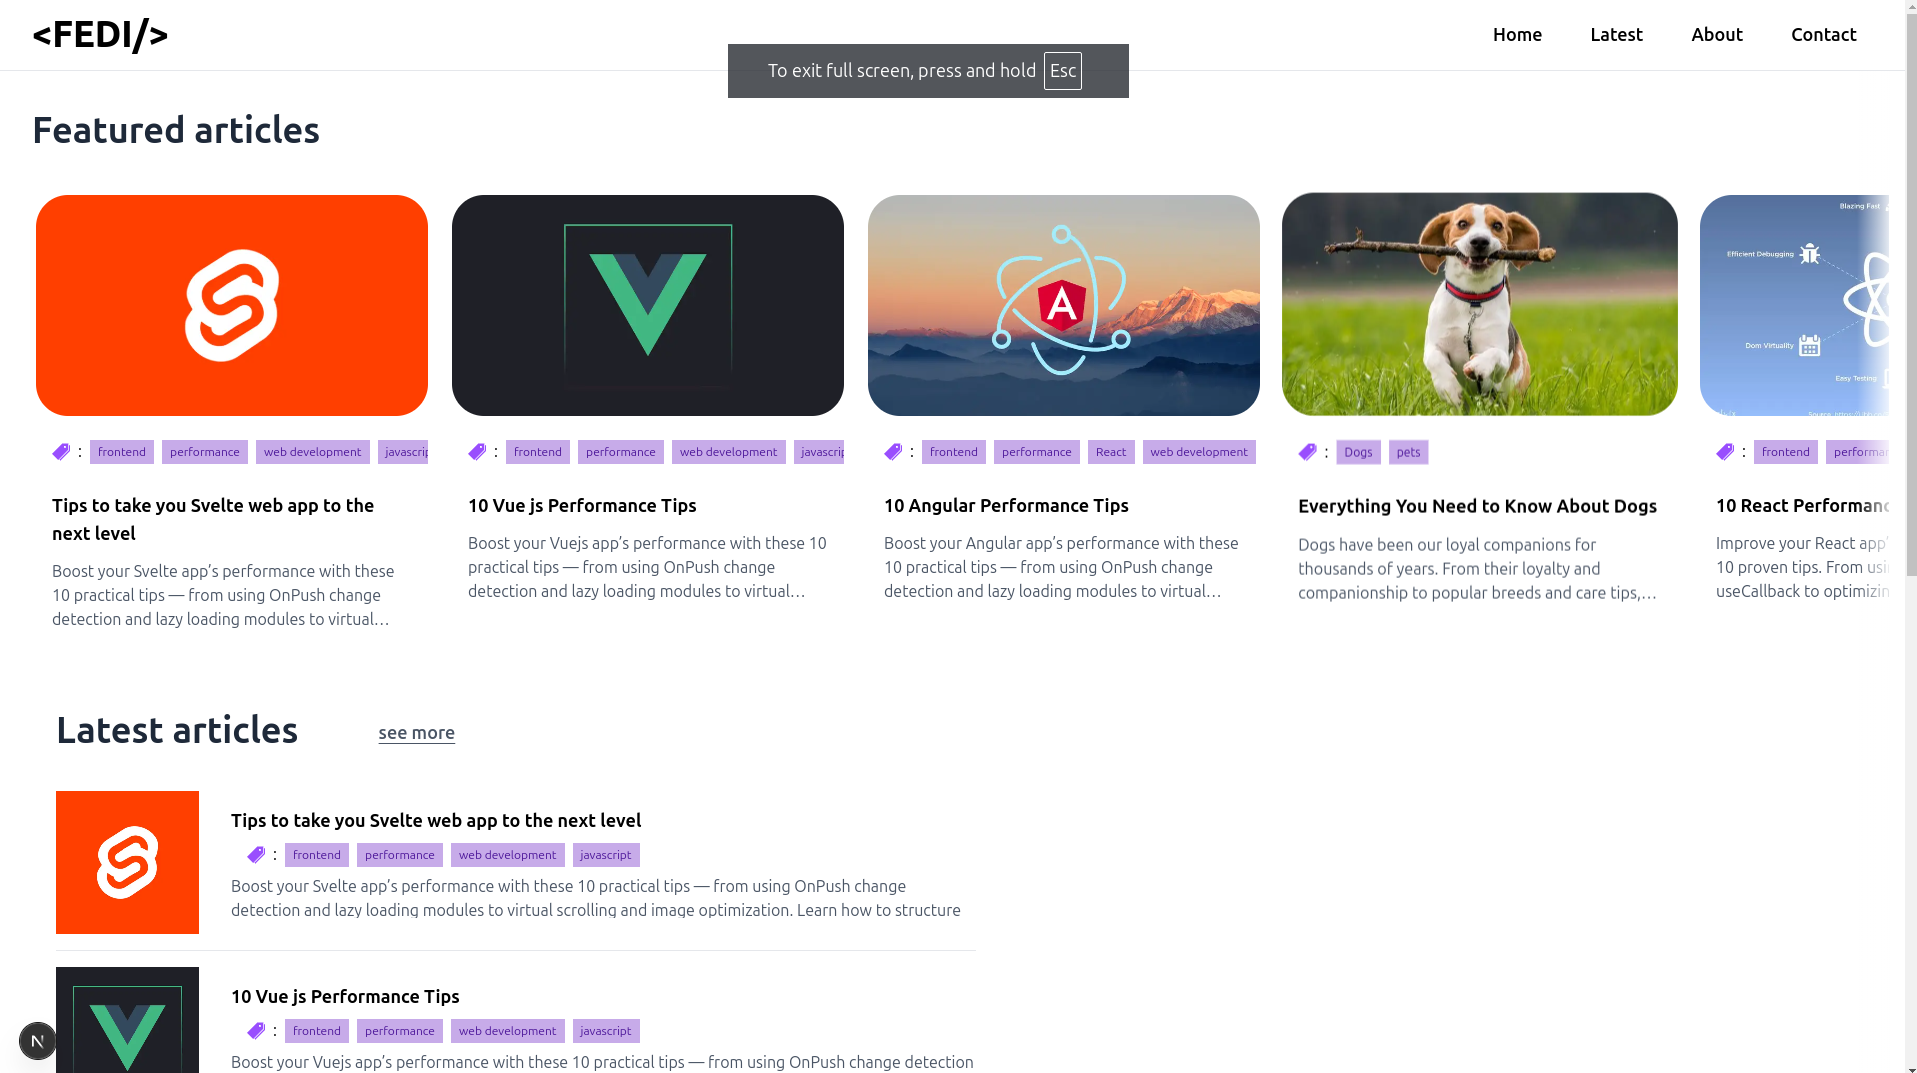 <FEDI/>
Home
Latest
About
Contact
To exit full screen, press and hold Esc
Featured articles
: frontend performance web development javascrip
Tips to take you Svelte web app to the
next level
Boost your Svelte app’s performance with these
10 practical tips — from using OnPush change
detection and lazy loading modules to virtual…
: frontend performance web development javascrip
10 Vue js Performance Tips
Boost your Vuejs app’s performance with these 10
practical tips — from using OnPush change
detection and lazy loading modules to virtual…
: frontend performance React web development
10 Angular Performance Tips
Boost your Angular app’s performance with these
10 practical tips — from using OnPush change
detection and lazy loading modules to virtual…
: Dogs pets
Everything You Need to Know About Dogs
Dogs have been our loyal companions for
thousands of years. From their loyalty and
companionship to popular breeds and care tips,…
Blazing Fast
Efficient Debugging
Dom Virtuality
Easy Testing
: frontend performan
10 React Performanc
Improve your React app’
10 proven tips. From usi
useCallback to optimizin
Latest articles
see more
Tips to take you Svelte web app to the next level
: frontend performance web development javascript
Boost your Svelte app’s performance with these 10 practical tips — from using OnPush change
detection and lazy loading modules to virtual scrolling and image optimization. Learn how to structure
10 Vue js Performance Tips
: frontend performance web development javascript
Boost your Vuejs app’s performance with these 10 practical tips — from using OnPush change detection
N